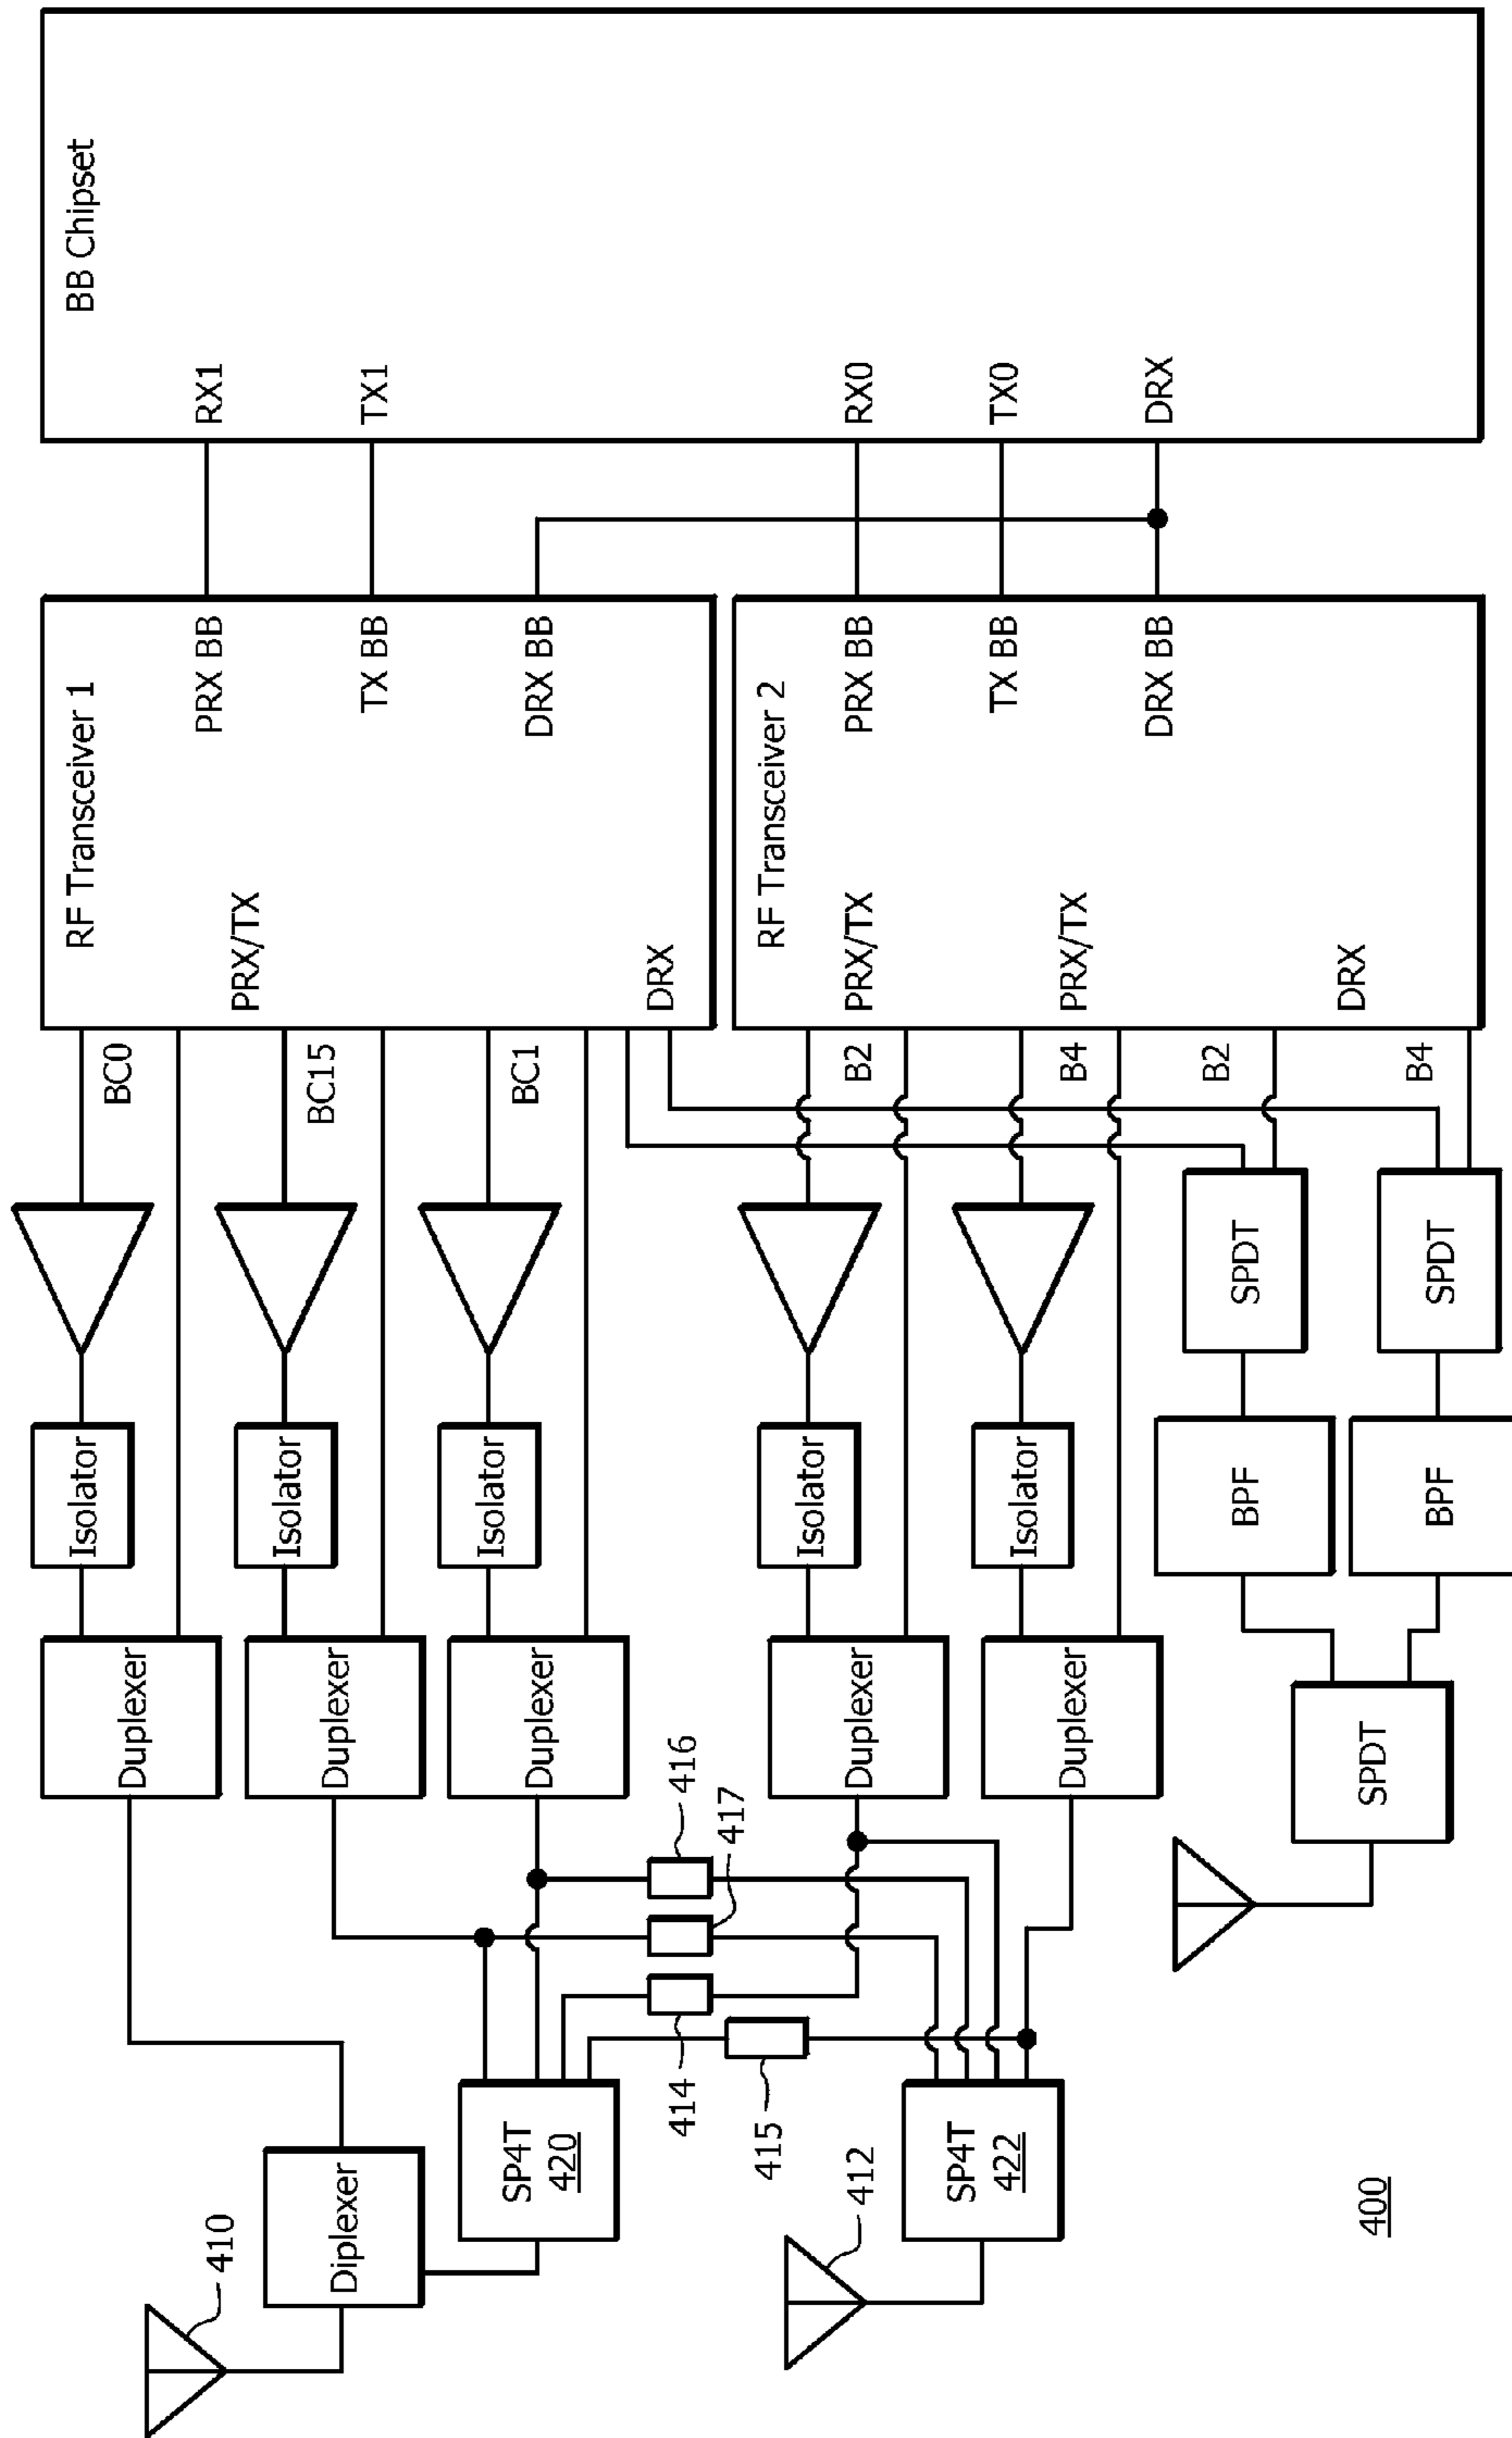 410
Diplexer
SP4T
420
412
SP4T
422
400
414
415
416
417
Duplexer
Duplexer
Duplexer
Duplexer
Duplexer
SPDT
Isolator
Isolator
Isolator
Isolator
Isolator
BPF
BPF
SPDT
SPDT
BC0
BC15
BC1
B2
B4
B2
B4
RF Transceiver 1
PRX/TX
DRX
PRX BB
TX BB
DRX BB
RF Transceiver 2
PRX/TX
PRX/TX
DRX
PRX BB
TX BB
DRX BB
BB Chipset
RX1
TX1
RX0
TX0
DRX